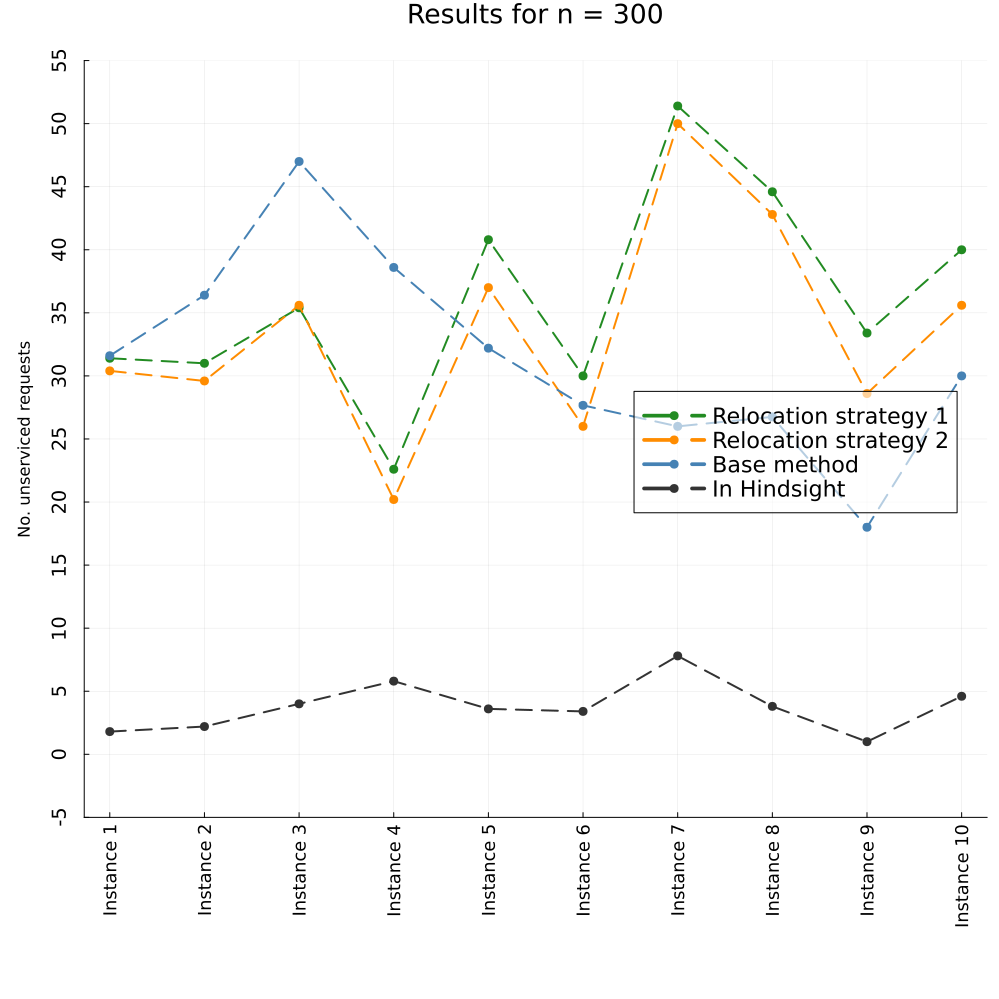 Results for n = 300
No. unserviced requests
55
50
45
40
35
30
25
20
15
10
5
0
-5
Relocation strategy 1
Relocation strategy 2
Base method
In Hindsight
Instance 1
Instance 2
Instance 3
Instance 4
Instance 5
Instance 6
Instance 7
Instance 8
Instance 9
Instance 10